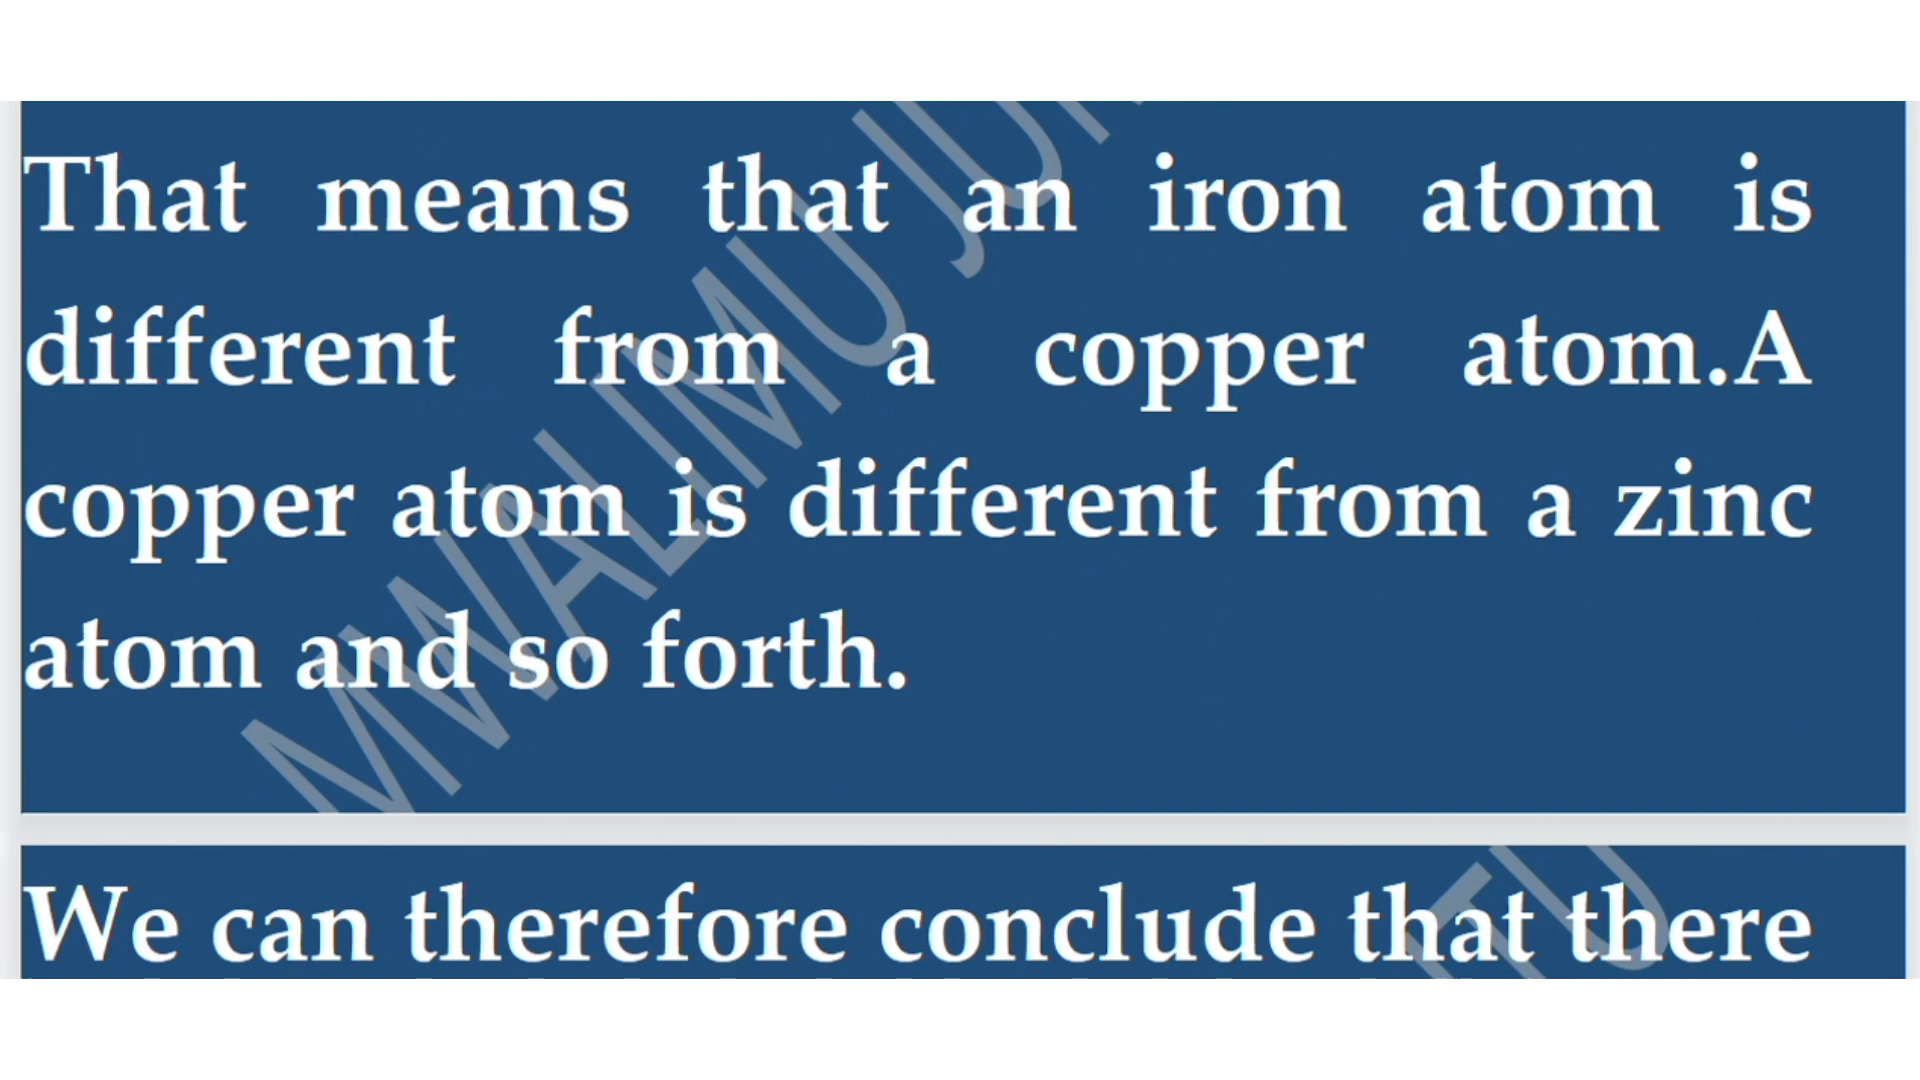 That means that an iron atom is
different from a copper atom.A
copper atom is different from a zinc
atom and so forth.
We can therefore conclude that there
MWALIMU